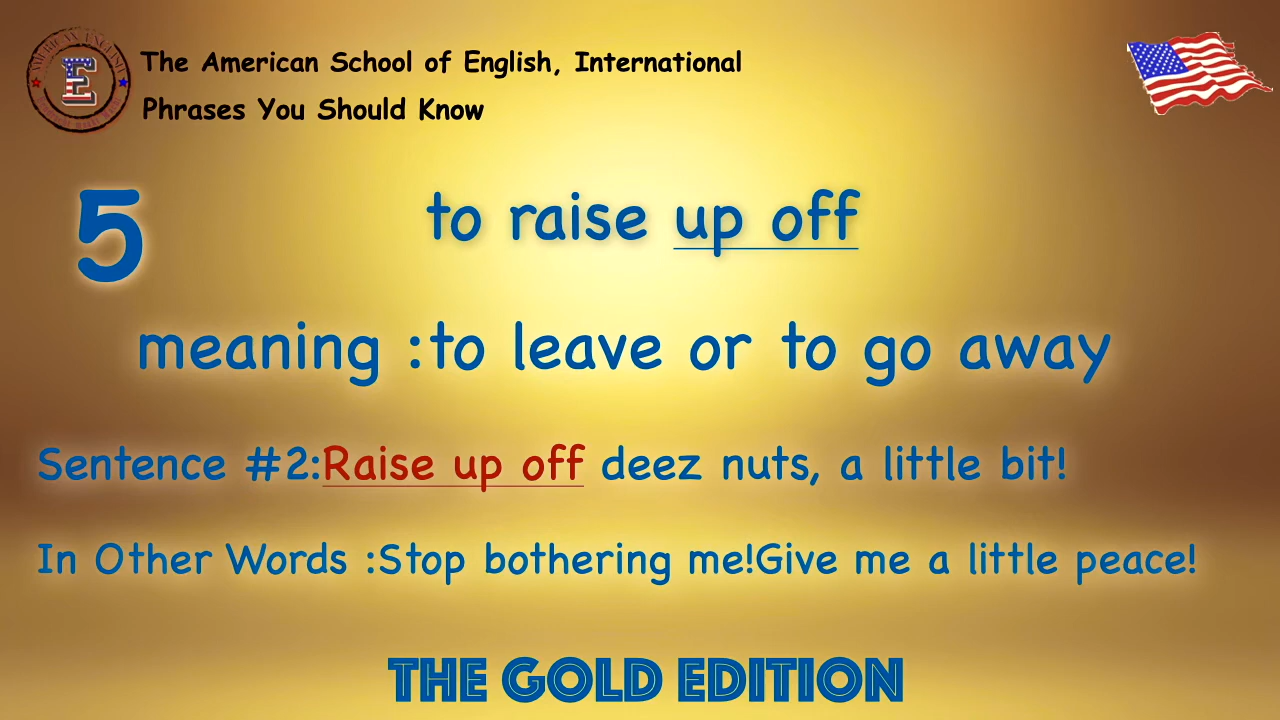 The American School of English, International
Phrases You Should Know
5
to raise up off
meaning :to leave or to go away
Sentence #2:Raise up off deez nuts, a little bit!
In Other Words :Stop bothering me!Give me a little peace!
THE GOLD EDITION
AMERICAN ENGLISH
E